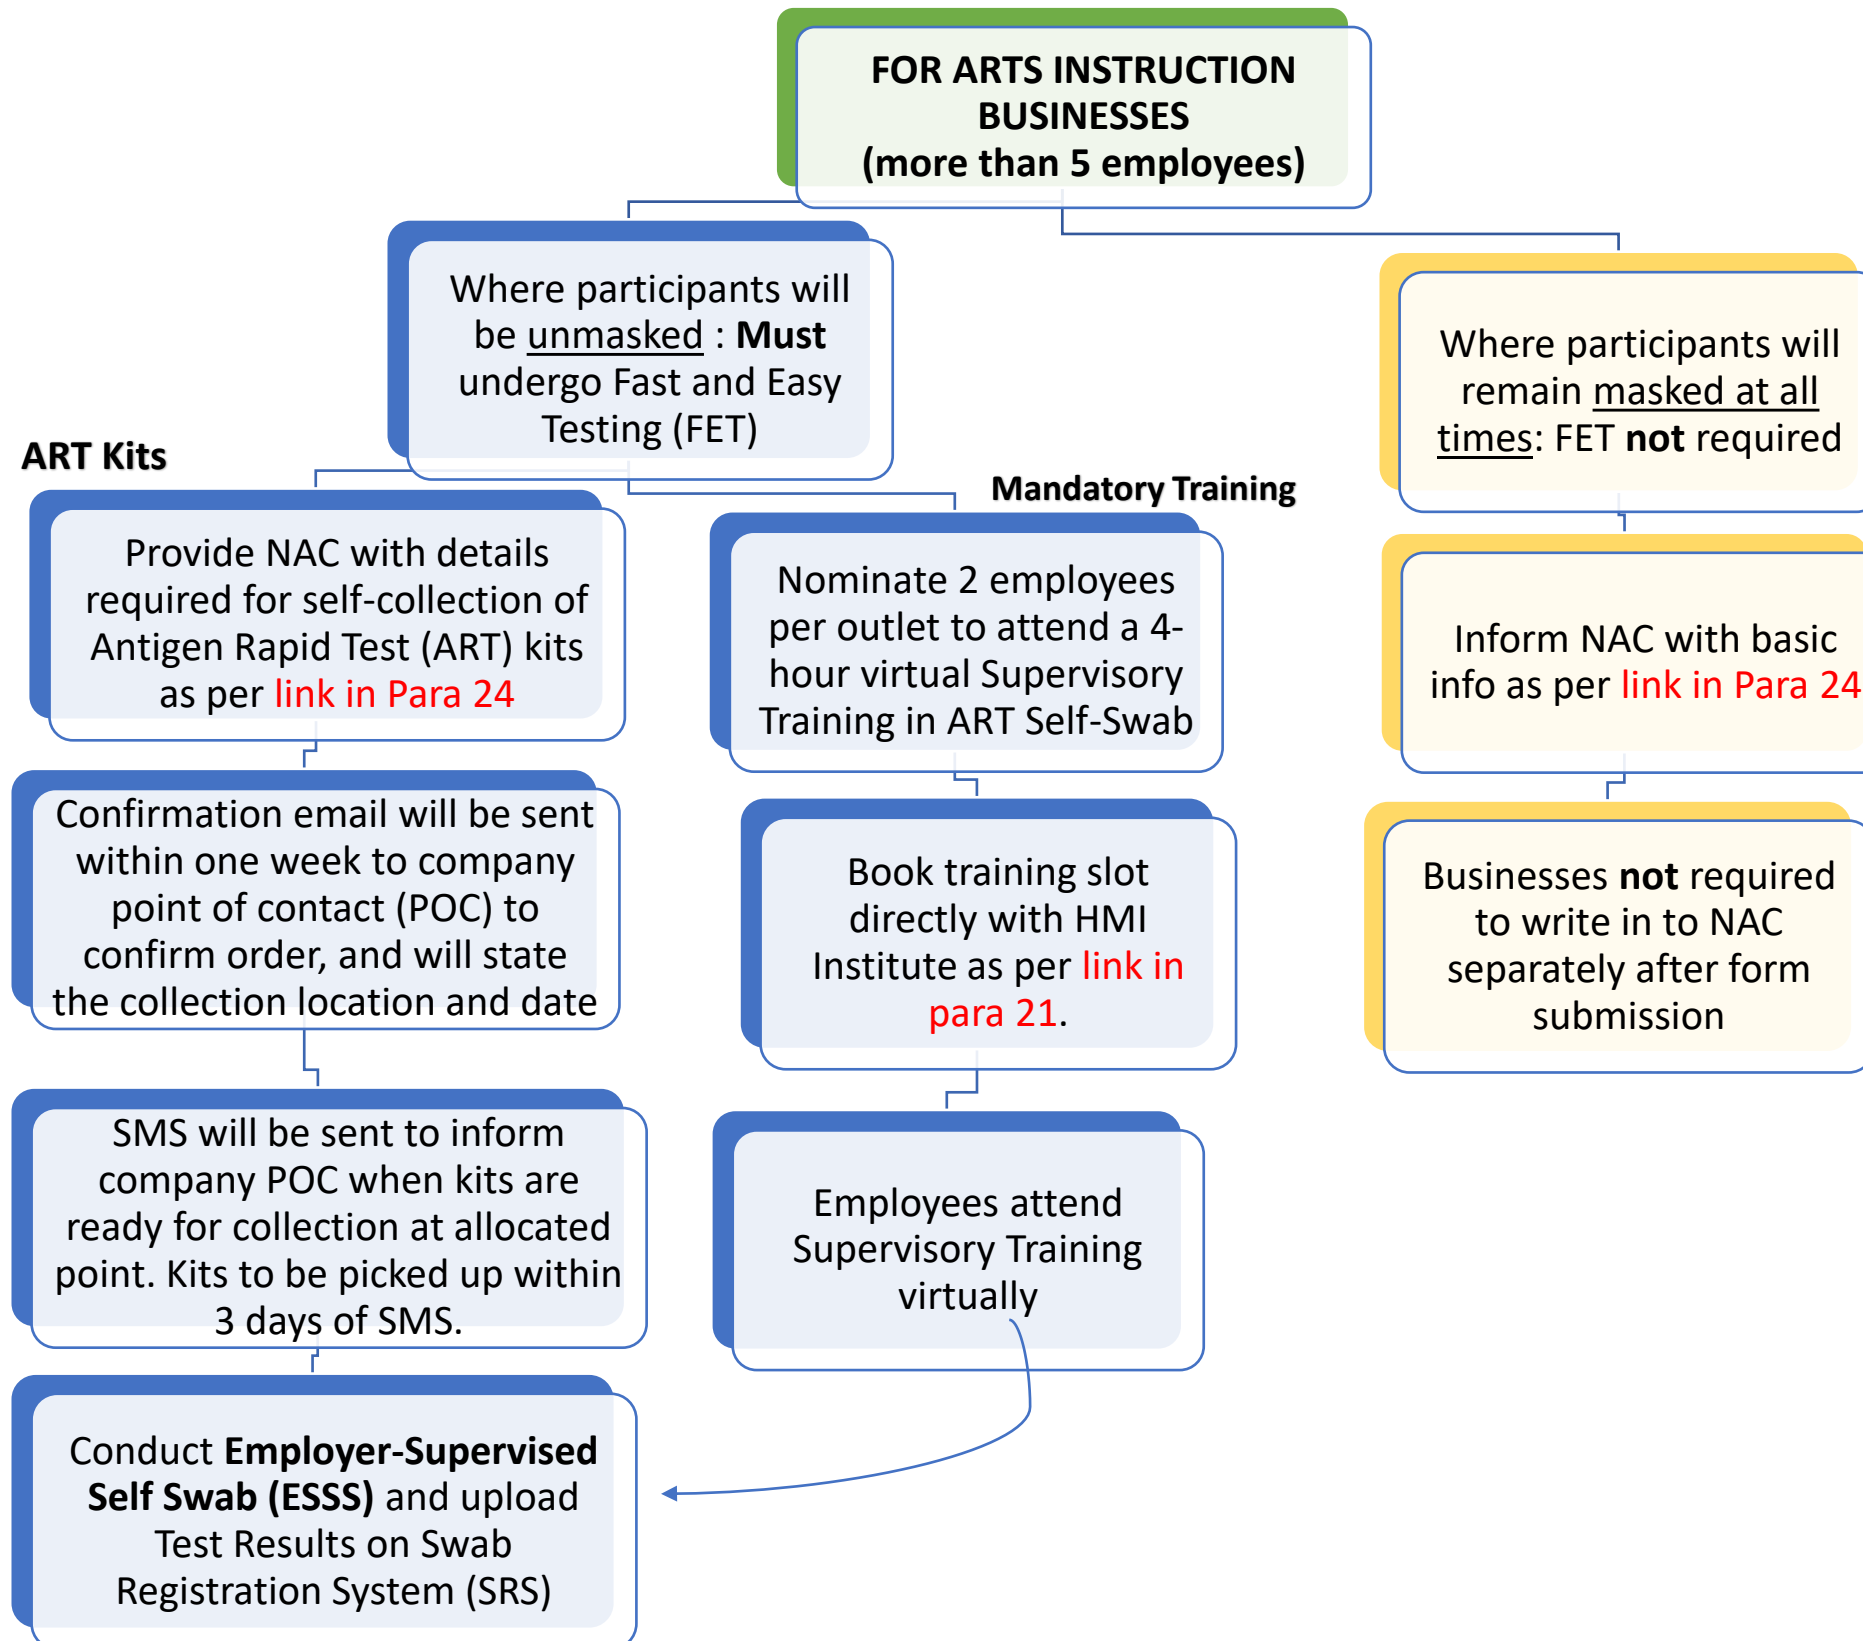 FOR ARTS INSTRUCTION
BUSINESSES
(more than 5 employees)
Where participants will
be unmasked : Must
undergo Fast and Easy
Testing (FET)
ART Kits
Provide NAC with details
required for self-collection of
Antigen Rapid Test (ART) kits
as per link in Para 24
Confirmation email will be sent
within one week to company
point of contact (POC) to
confirm order, and will state
the collection location and date
SMS will be sent to inform
company POC when kits are
ready for collection at allocated
point. Kits to be picked up within
3 days of SMS.
Conduct Employer-Supervised
Self Swab (ESSS) and upload
Test Results on Swab
Registration System (SRS)
Mandatory Training
Nominate 2 employees
per outlet to attend a 4-
hour virtual Supervisory
Training in ART Self-Swab
Book training slot
directly with HMI
Institute as per link in
para 21.
Employees attend
Supervisory Training
virtually
Where participants will
remain masked at all
times: FET not required
Inform NAC with basic
info as per link in Para 24
Businesses not required
to write in to NAC
separately after form
submission